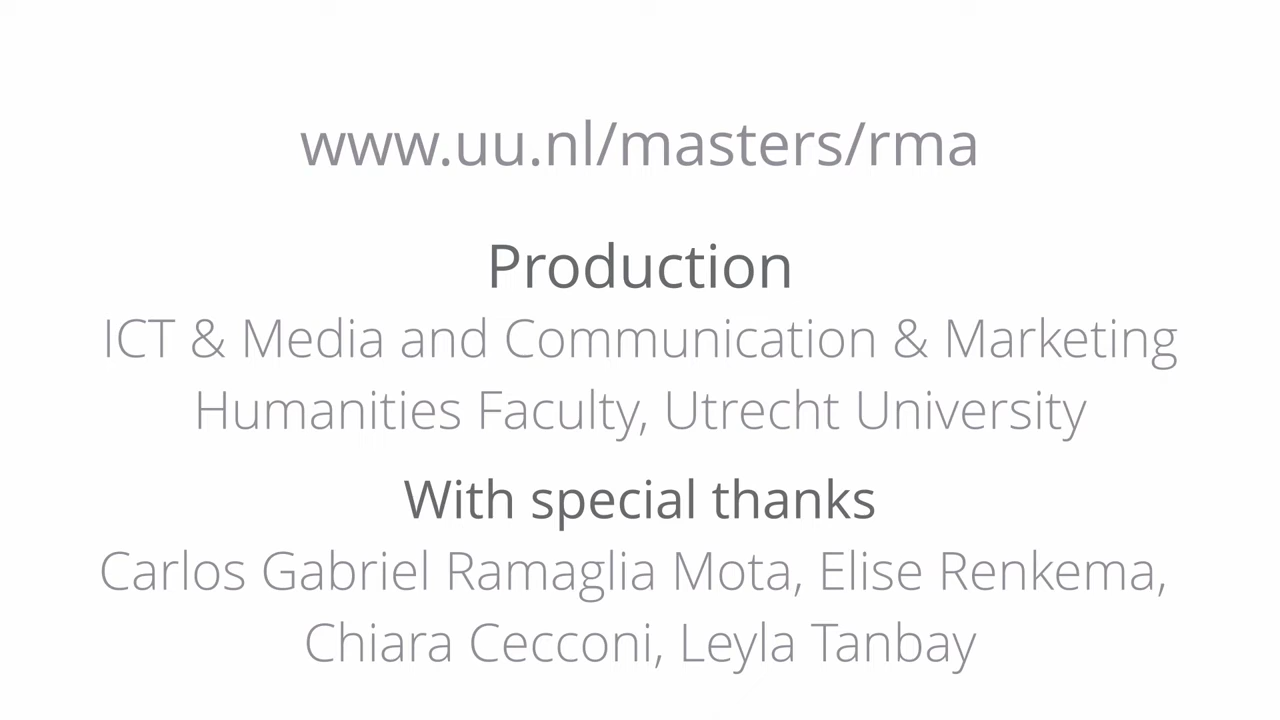 www.uu.nl/masters/rma
Production
ICT & Media and Communication & Marketing
Humanities Faculty, Utrecht University
With special thanks
Carlos Gabriel Ramaglia Mota, Elise Renkema,
Chiara Cecconi, Leyla Tanbay